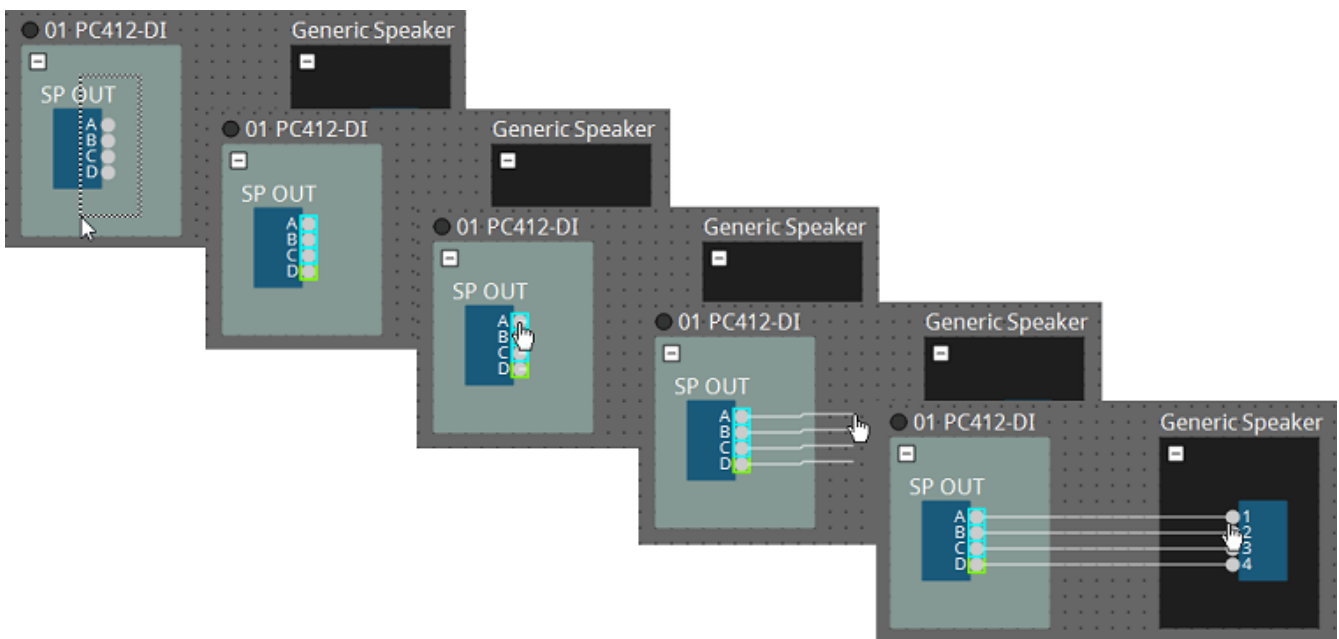 01 PC412-DI
Generic Speaker
SP OUT
A
B
C
D
01 PC412-DI
Generic Speaker
SP OUT
A
B
C
D
01 PC412-DI
Generic Speaker
SP OUT
A
B
C
D
01 PC412-DI
Generic Speaker
SP OUT
A
B
C
D
01 PC412-DI
Generic Speaker
SP OUT
A 1
B 2
C 3
D 4